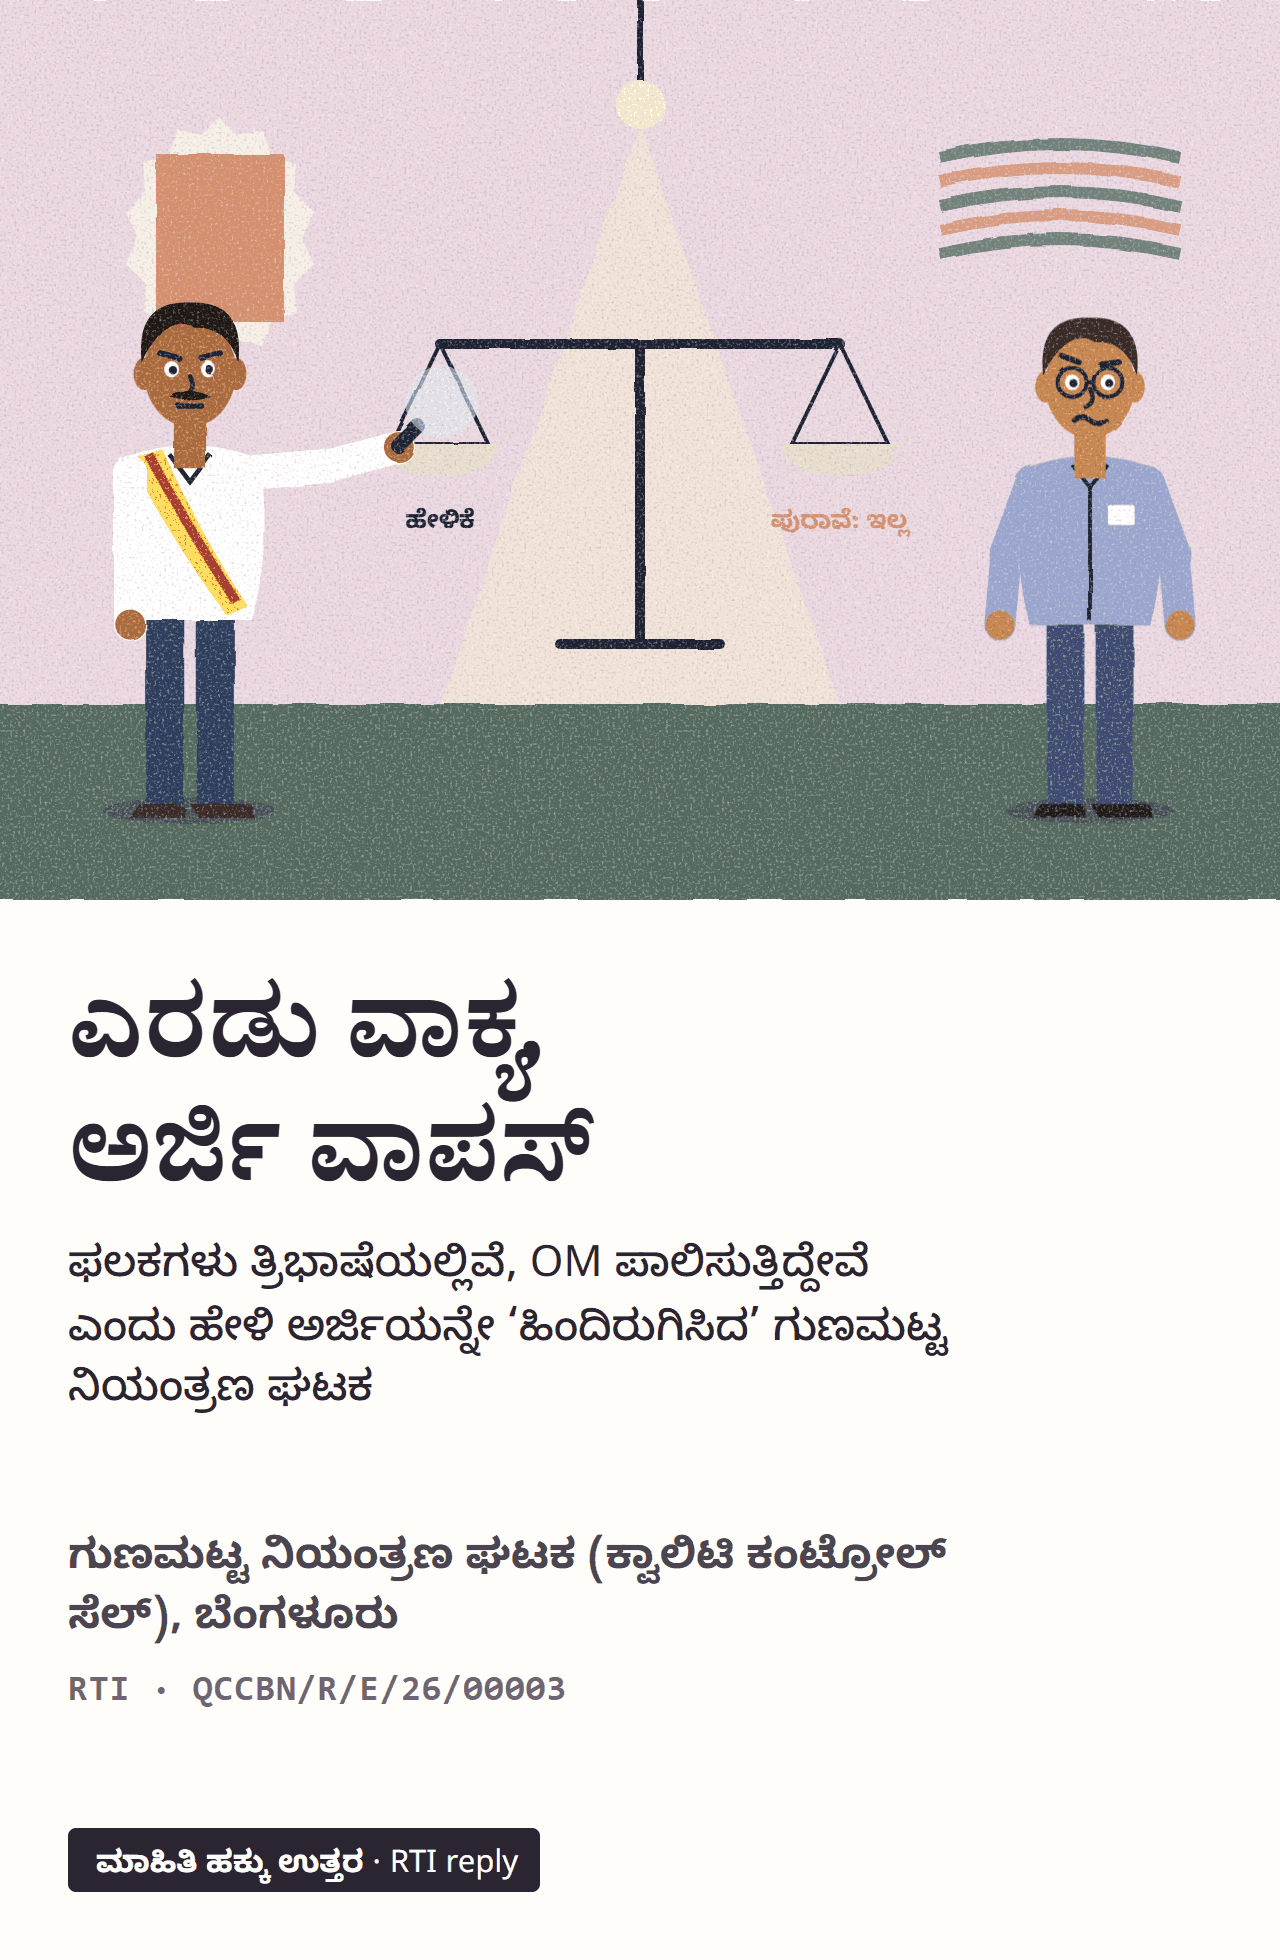 ಹೇಳಿಕೆ
ಪುರಾವೆ: ಇಲ್ಲ
ಎರಡು ವಾಕ್ಯ,
ಅರ್ಜಿ ವಾಪಸ್
ಫಲಕಗಳು ತ್ರಿಭಾಷೆಯಲ್ಲಿವೆ, OM ಪಾಲಿಸುತ್ತಿದ್ದೇವೆ
ಎಂದು ಹೇಳಿ ಅರ್ಜಿಯನ್ನೇ ‘ಹಿಂದಿರುಗಿಸಿದ’ ಗುಣಮಟ್ಟ
ನಿಯಂತ್ರಣ ಘಟಕ
ಗುಣಮಟ್ಟ ನಿಯಂತ್ರಣ ಘಟಕ (ಕ್ವಾಲಿಟಿ ಕಂಟ್ರೋಲ್
ಸೆಲ್), ಬೆಂಗಳೂರು
RTI · QCCBN/R/E/26/00003
ಮಾಹಿತಿ ಹಕ್ಕು ಉತ್ತರ · RTI reply